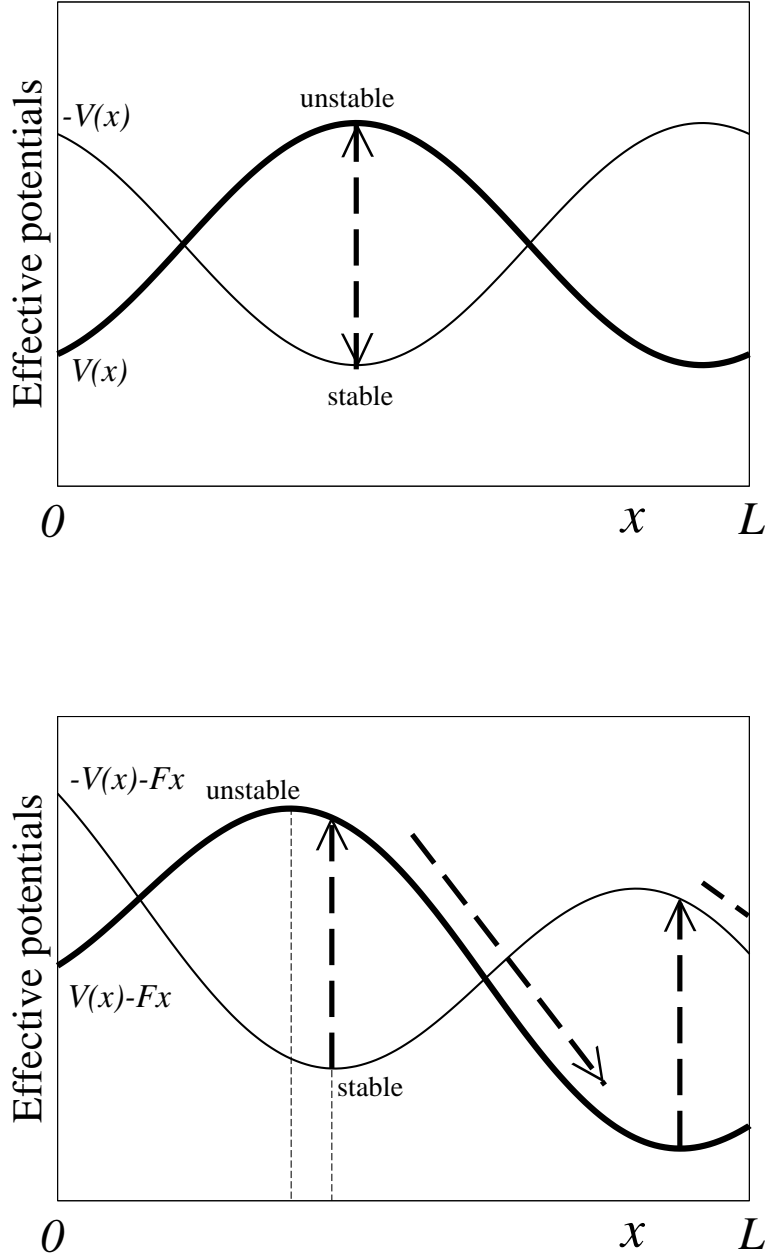 Effective potentials
-V(x)
unstable
V(x)
stable
0
x
L
Effective potentials
-V(x)-Fx
unstable
V(x)-Fx
stable
0
x
L